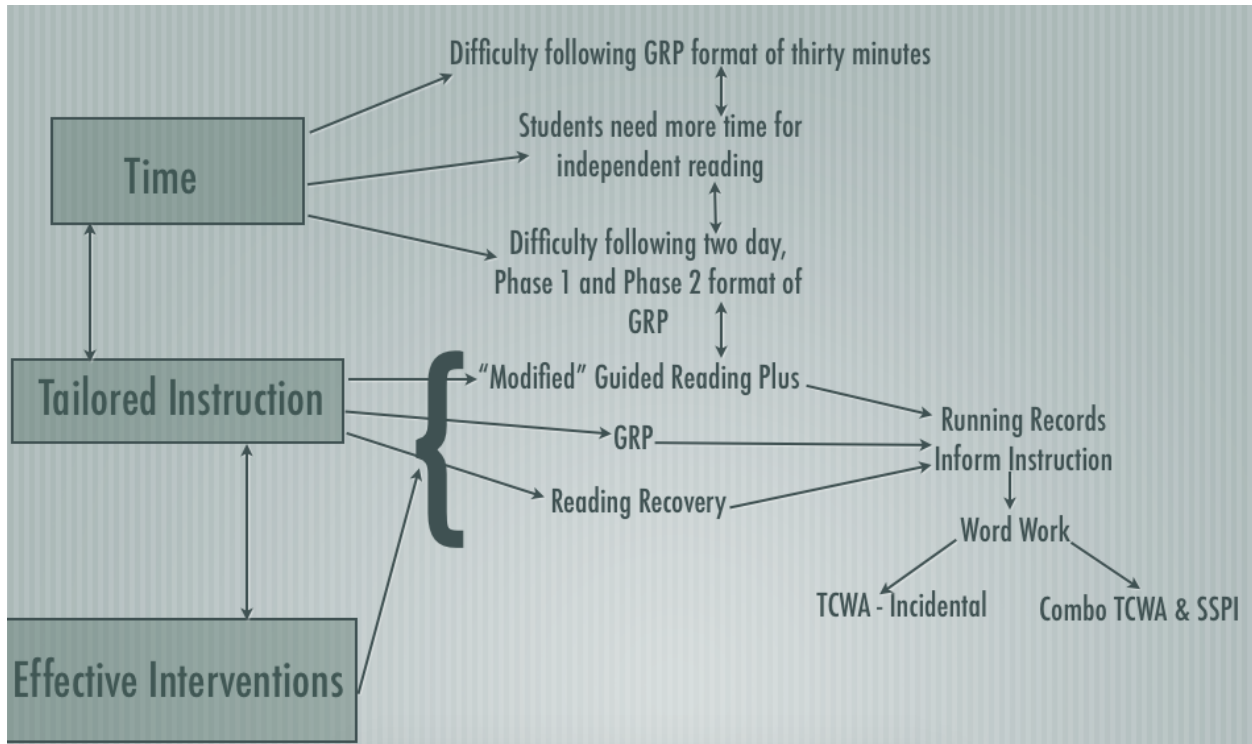 Difficulty following GRP format of thirty minutes
Time
Students need more time for
independent reading
Difficulty following two day,
Phase 1 and Phase 2 format of
GRP
Tailored Instruction
“Modified” Guided Reading Plus
GRP
Reading Recovery
Running Records
Inform Instruction
Word Work
TCWA - Incidental
Combo TCWA & SSPI
Effective Interventions